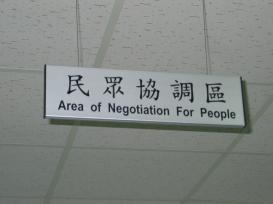 民眾協調區
Area of Negotiation For People